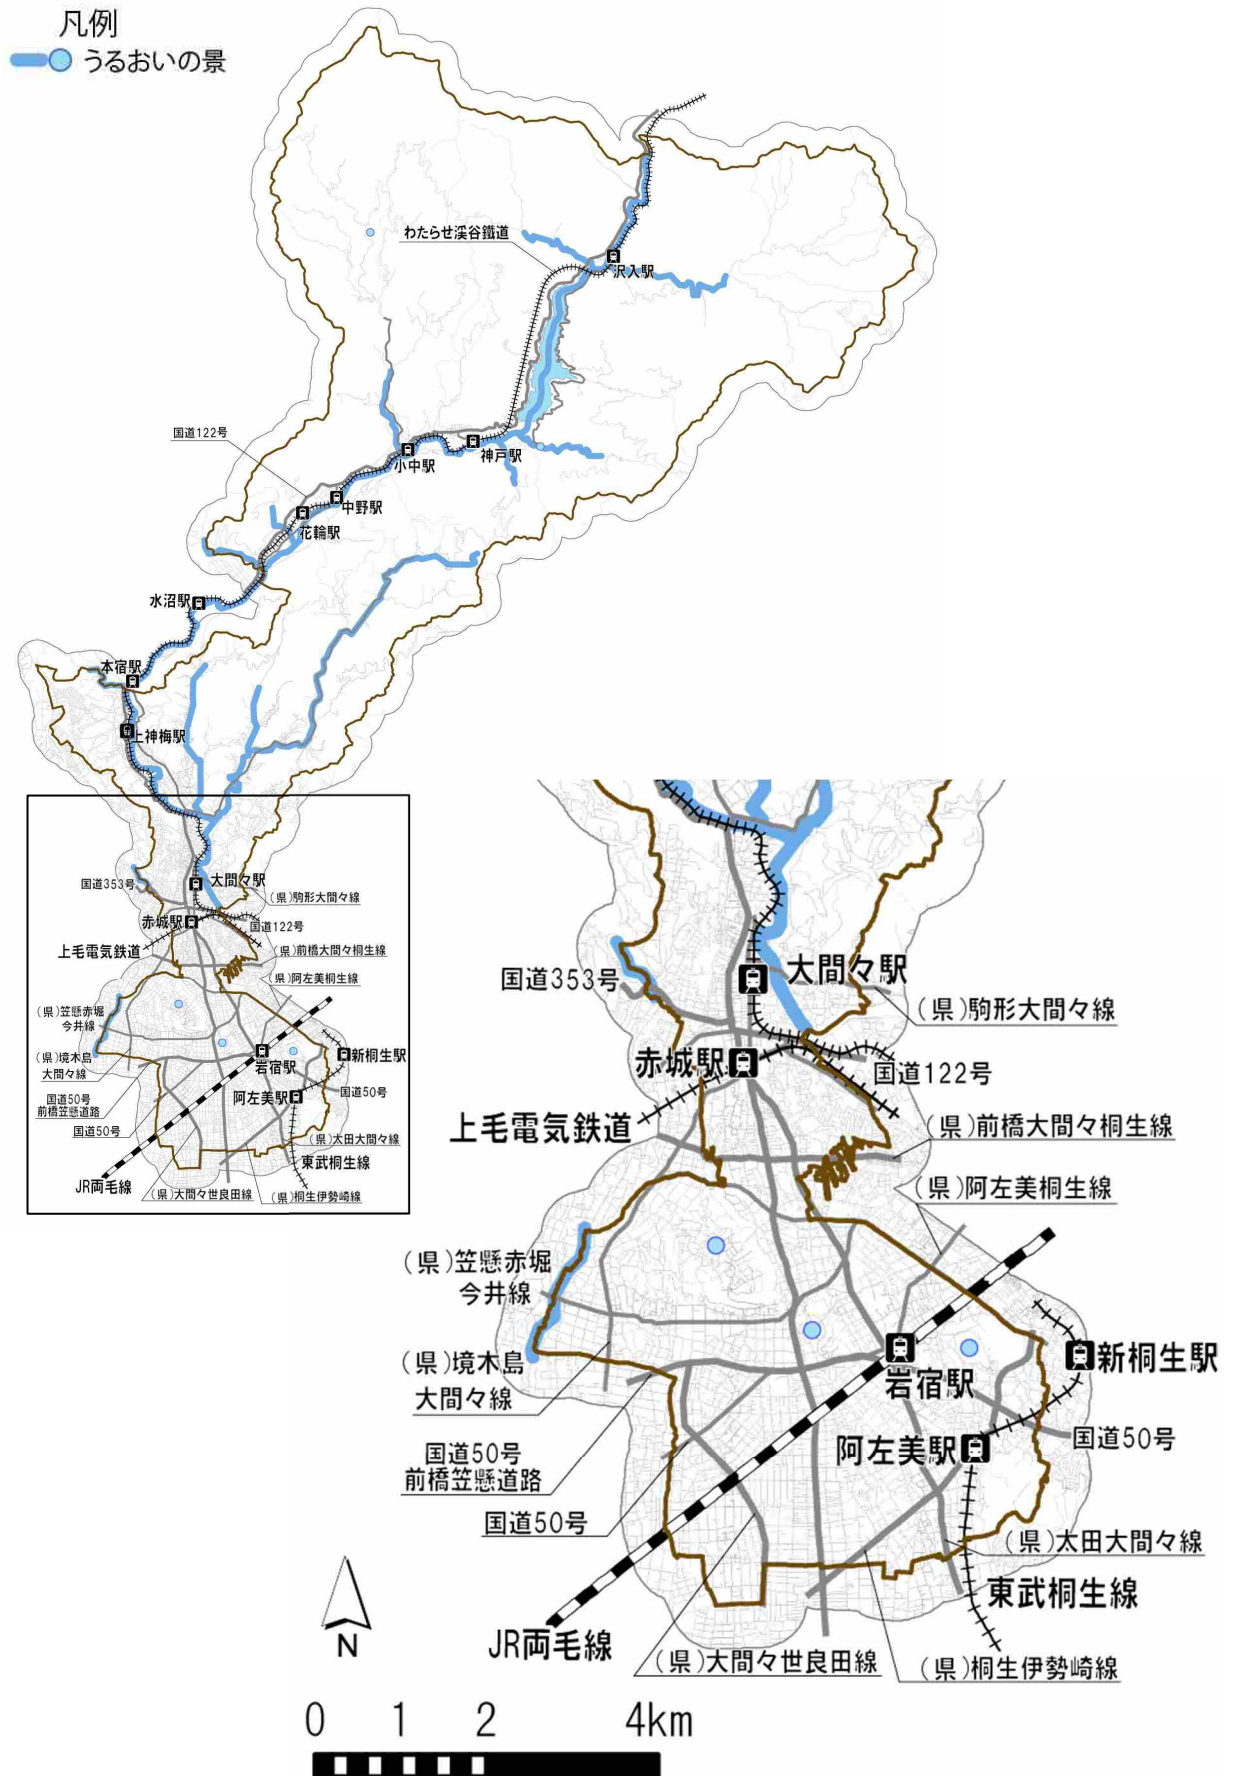 凡例
うるおいの景
わたらせ渓谷鐵道
沢入駅
国道122号
小中駅
神戸駅
中野駅
花輪駅
水沼駅
本宿駅
上神梅駅
国道353号
大間々駅
(県)駒形大間々線
赤城駅
国道122号
上毛電気鉄道
(県)前橋大間々桐生線
(県)阿左美桐生線
(県)笠懸赤堀
今井線
(県)境木島
大間々線
岩宿駅
新桐生駅
国道50号
前橋笠懸道路
阿左美駅
国道50号
国道50号
(県)太田大間々線
東武桐生線
JR両毛線
(県)大間々世良田線
(県)桐生伊勢崎線
国道353号
大間々駅
(県)駒形大間々線
赤城駅
国道122号
上毛電気鉄道
(県)前橋大間々桐生線
(県)阿左美桐生線
(県)笠懸赤堀
今井線
(県)境木島
大間々線
岩宿駅
新桐生駅
国道50号
前橋笠懸道路
阿左美駅
国道50号
国道50号
(県)太田大間々線
東武桐生線
JR両毛線
(県)大間々世良田線
(県)桐生伊勢崎線
N
0 1 2 4km